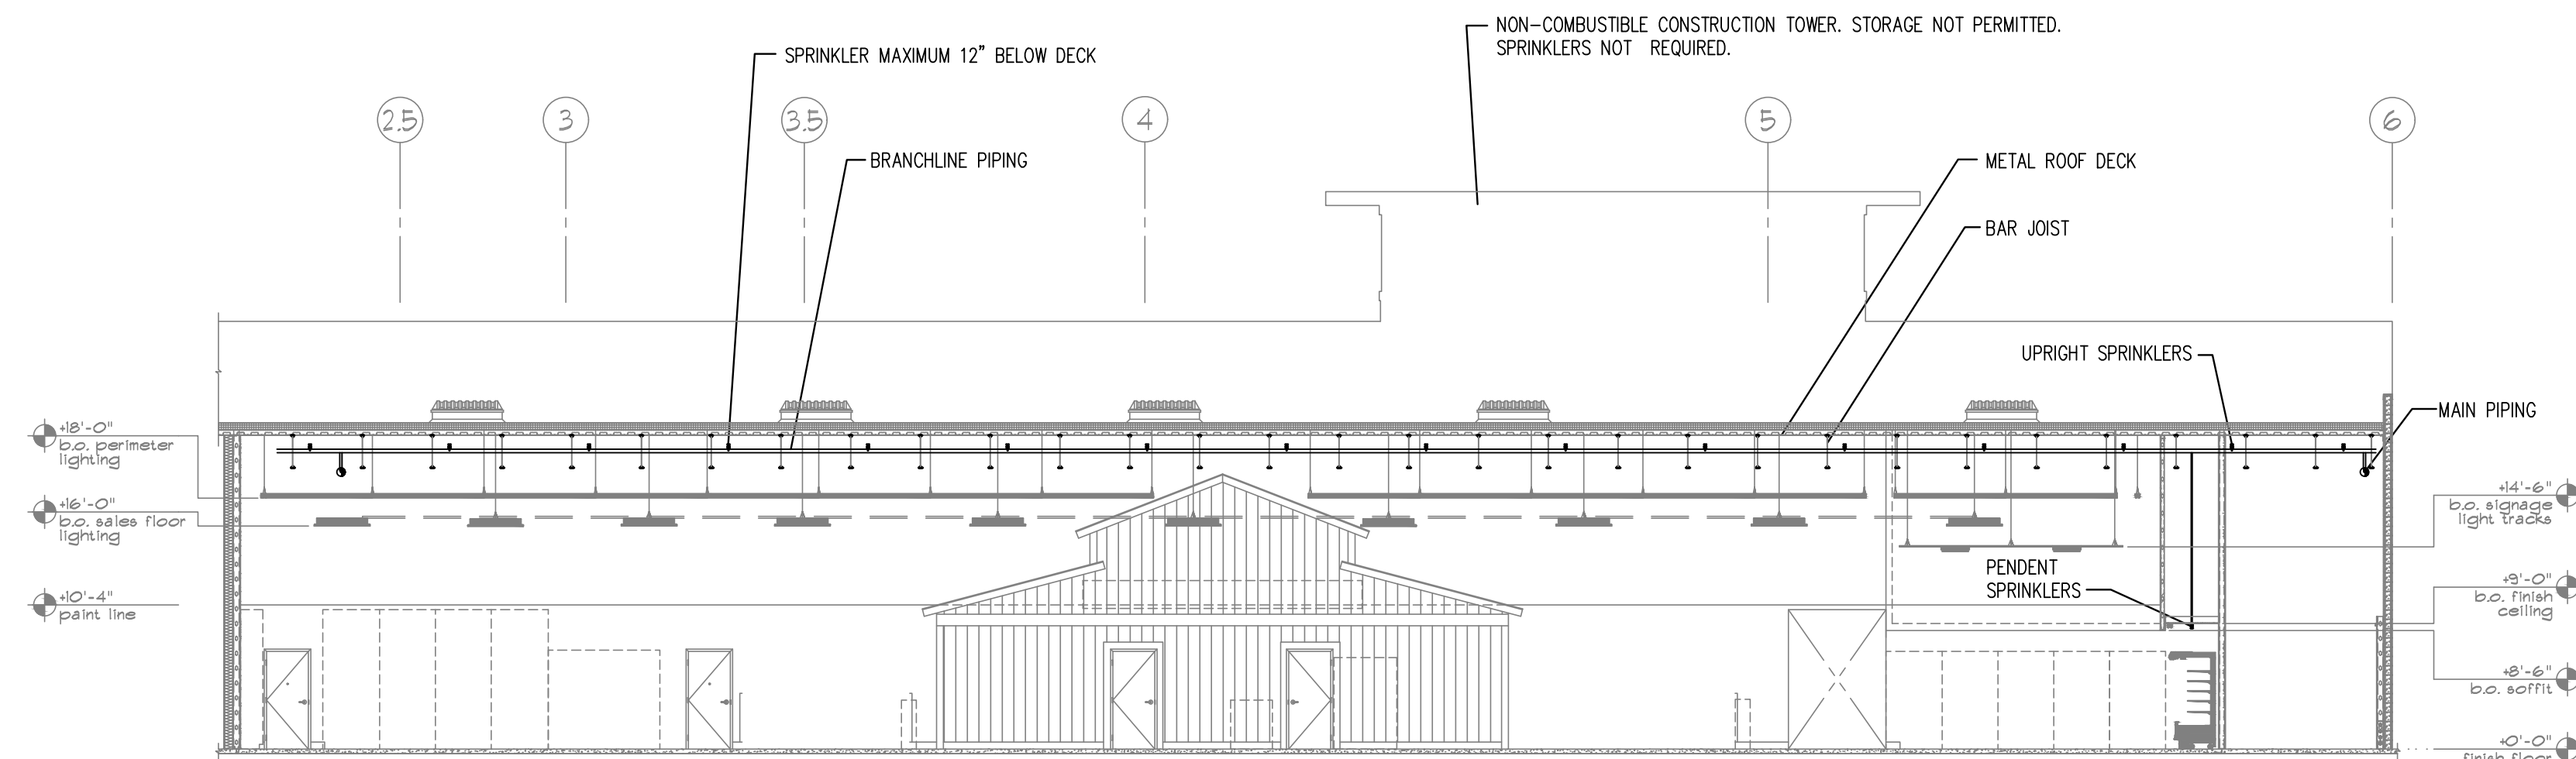 NON-COMBUSTIBLE CONSTRUCTION TOWER. STORAGE NOT PERMITTED.
SPRINKLERS NOT REQUIRED.
SPRINKLER MAXIMUM 12" BELOW DECK
2.5
3
3.5
4
5
6
BRANCHLINE PIPING
METAL ROOF DECK
BAR JOIST
UPRIGHT SPRINKLERS
MAIN PIPING
+18'-0"
b.o. perimeter
lighting
+16'-0"
b.o. sales floor
lighting
+10'-4"
paint line
+14'-6"
b.o. signage
light tracks
PENDENT
SPRINKLERS
+9'-0"
b.o. finish
ceiling
+8'-6"
b.o. soffit
+0'-0"
finish floor